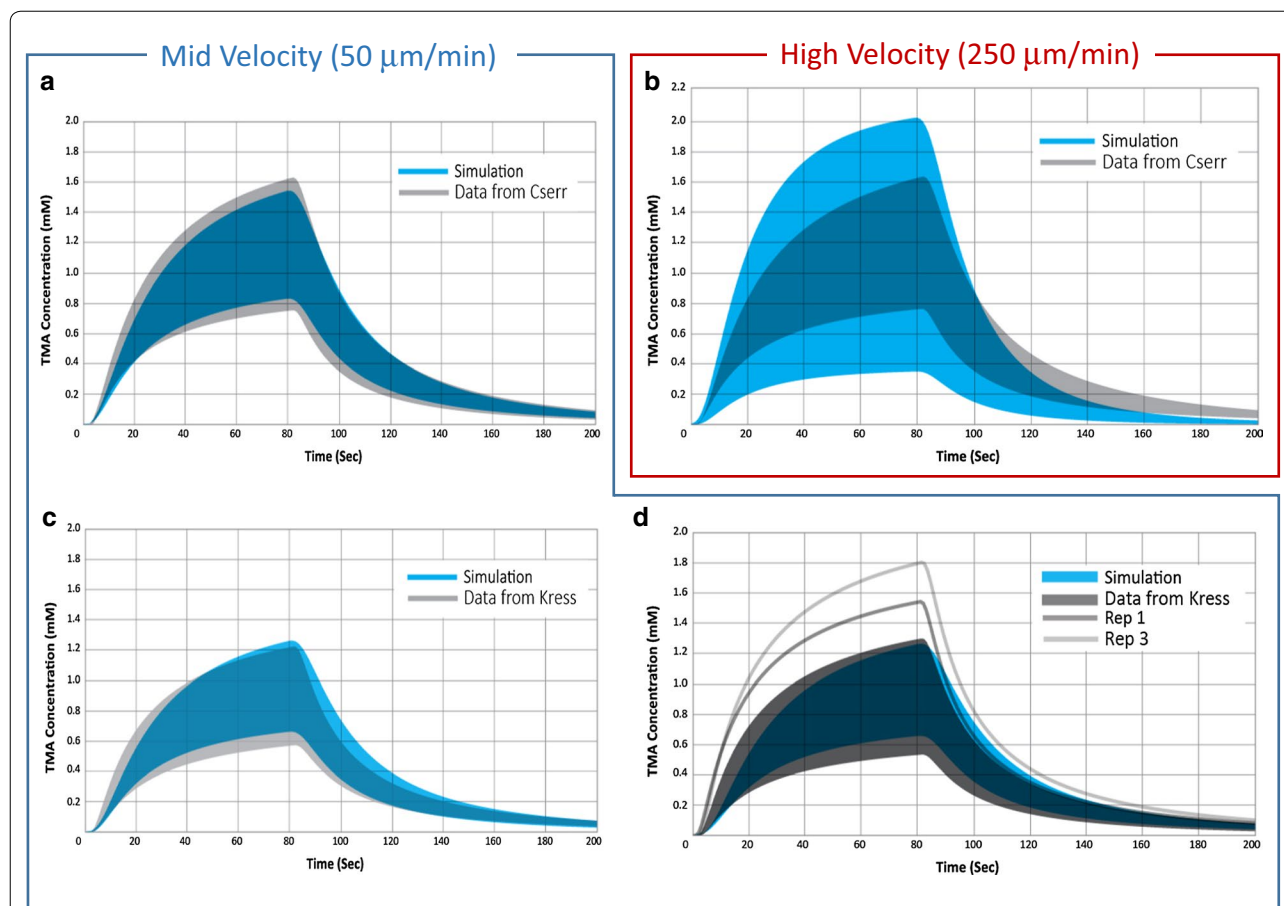 Mid Velocity (50 μm/min)
High Velocity (250 μm/min)
a
2.0
1.8
1.6
1.4
1.2
1.0
0.8
0.6
0.4
0.2
0 20 40 60 80 100 120 140 160 180 200
TMA Concentration (mM)
Time (Sec)
Simulation
Data from Cserr
b
2.2
2.0
1.8
1.6
1.4
1.2
1.0
0.8
0.6
0.4
0.2
0 20 40 60 80 100 120 140 160 180 200
TMA Concentration (mM)
Time (Sec)
Simulation
Data from Cserr
c
2.0
1.8
1.6
1.4
1.2
1.0
0.8
0.6
0.4
0.2
0 20 40 60 80 100 120 140 160 180 200
TMA Concentration (mM)
Time (Sec)
Simulation
Data from Kress
d
2.0
1.8
1.6
1.4
1.2
1.0
0.8
0.6
0.4
0.2
0 20 40 60 80 100 120 140 160 180 200
TMA Concentration (mM)
Time (Sec)
Simulation
Data from Kress
Rep 1
Rep 3